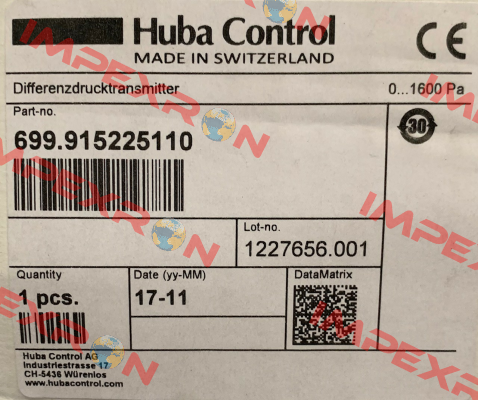 Huba Control
MADE IN SWITZERLAND
CE
Differenzdrucktransmitter 0...1600 Pa
Part-no.
699.915225110
30
Lot-no.
1227656.001
Quantity
1 pcs.
Date (yy-MM)
17-11
DataMatrix
Huba Control AG
Industriestrasse 17
CH-5436 Würenlos
www.hubacontrol.com
IMPEXRON
IMPEXRON
IMPEXRON
IMPEXRON